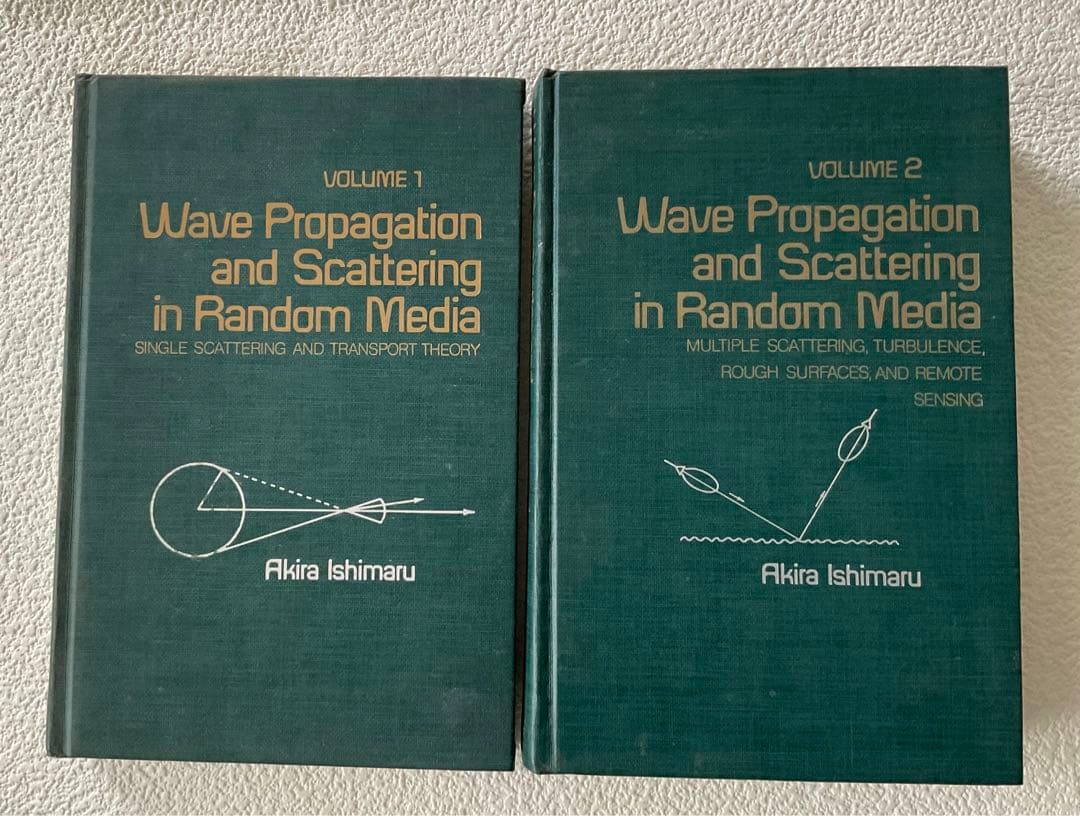 VOLUME 1
Wave Propagation
and Scattering
in Random Media
SINGLE SCATTERING AND TRANSPORT THEORY
Akira Ishimaru
VOLUME 2
Wave Propagation
and Scattering
in Random Media
MULTIPLE SCATTERING, TURBULENCE,
ROUGH SURFACES, AND REMOTE
SENSING
Akira Ishimaru